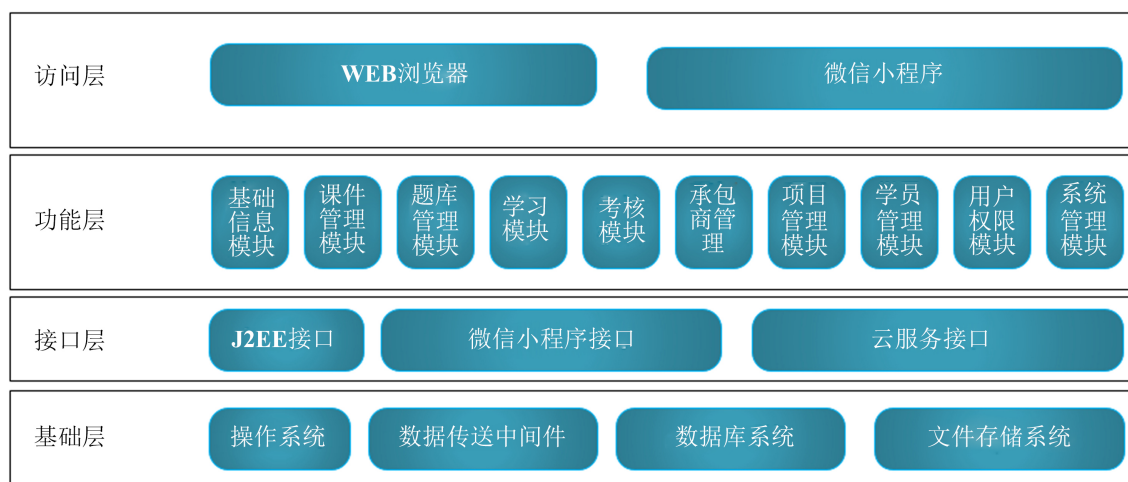 访问层
WEB浏览器
微信小程序
功能层
基础
信息
模块
课件
管理
模块
题库
管理
模块
学习
模块
考核
模块
承包
商管
理
项目
管理
模块
学员
管理
模块
用户
权限
模块
系统
管理
模块
接口层
J2EE接口
微信小程序接口
云服务接口
基础层
操作系统
数据传送中间件
数据库系统
文件存储系统